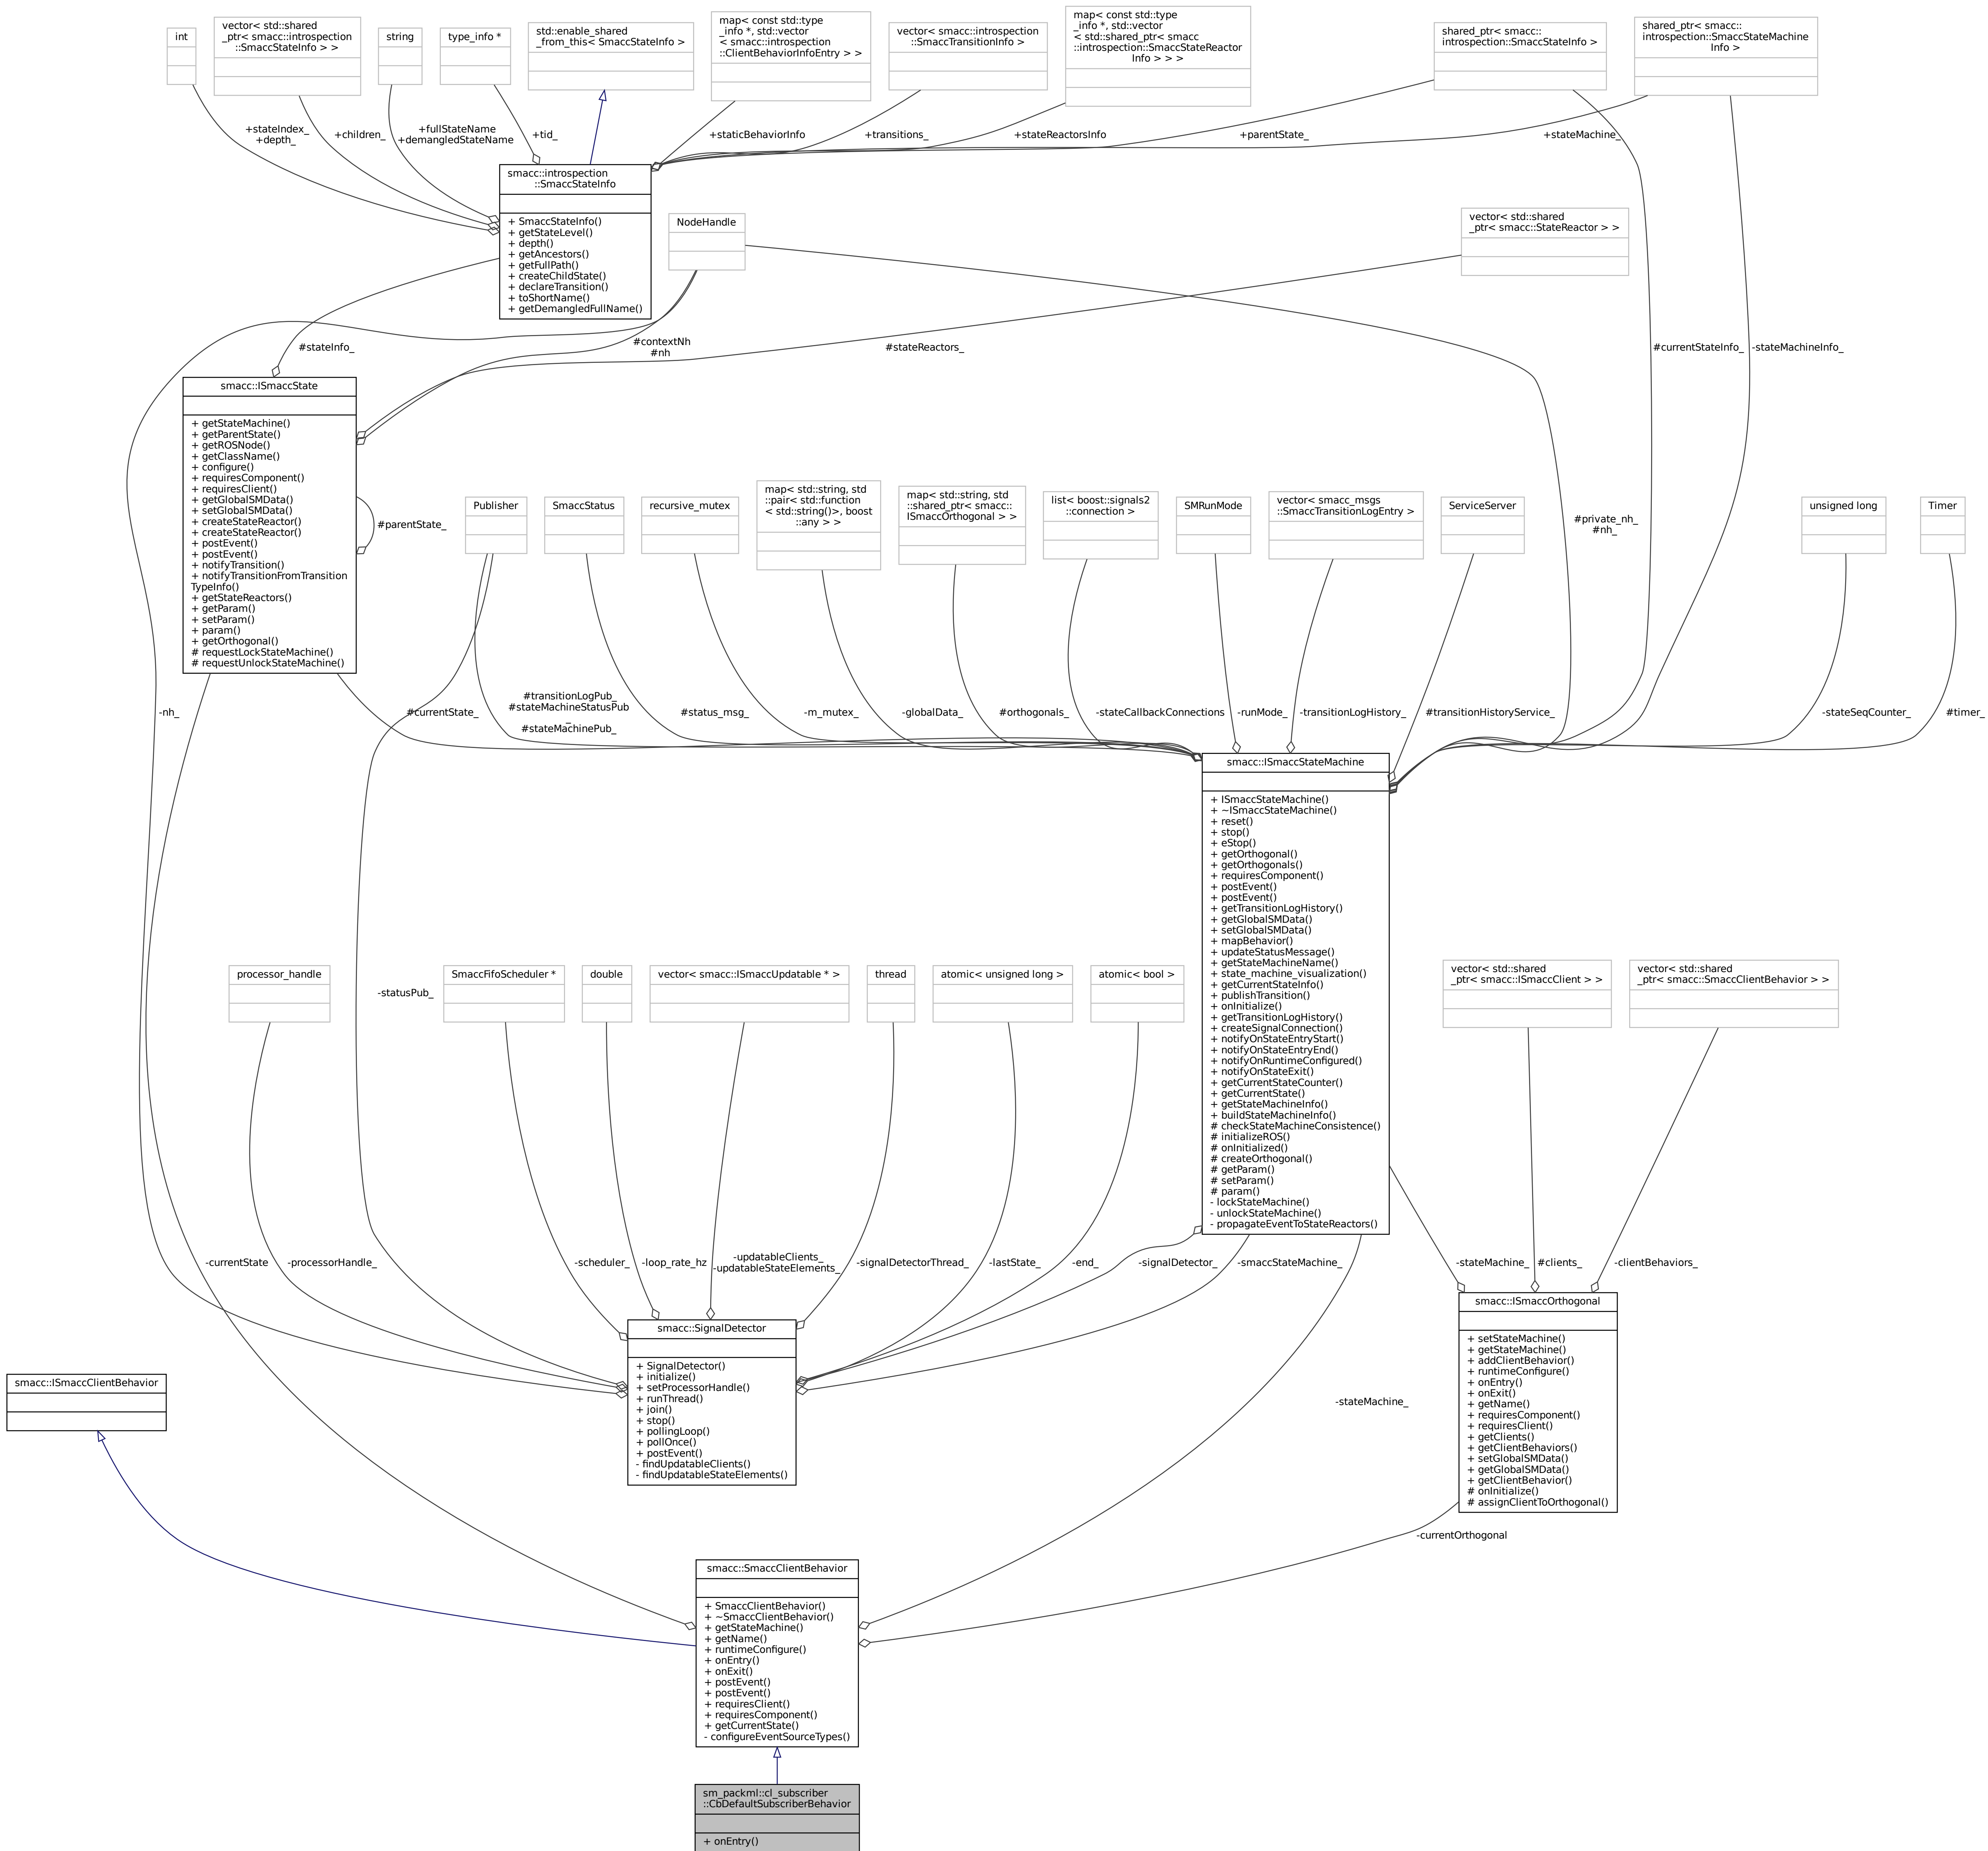 int
vector< std::shared
_ptr< smacc::introspection
::SmaccStateInfo > >
string
type_info *
std::enable_shared
_from_this< SmaccStateInfo >
map< const std::type
_info *, std::vector
< smacc::introspection
::ClientBehaviorInfoEntry > >
vector< smacc::introspection
::SmaccTransitionInfo >
map< const std::type
_info *, std::vector
< std::shared_ptr< smacc
::introspection::SmaccStateReactor
Info > > >
shared_ptr< smacc::
introspection::SmaccStateInfo >
shared_ptr< smacc::
introspection::SmaccStateMachine
Info >
+stateIndex_
+depth_
+children_
+fullStateName
+demangledStateName
+tid_
+staticBehaviorInfo
+transitions_
+stateReactorsInfo
+parentState_
+stateMachine_
smacc::introspection
::SmaccStateInfo
+ SmaccStateInfo()
+ getStateLevel()
+ depth()
+ getAncestors()
+ getFullPath()
+ createChildState()
+ declareTransition()
+ toShortName()
+ getDemangledFullName()
NodeHandle
vector< std::shared
_ptr< smacc::StateReactor > >
#stateInfo_
#contextNh
#nh
#stateReactors_
#currentStateInfo_
-stateMachineInfo_
smacc::ISmaccState
+ getStateMachine()
+ getParentState()
+ getROSNode()
+ getClassName()
+ configure()
+ requiresComponent()
+ requiresClient()
+ getGlobalSMData()
+ setGlobalSMData()
+ createStateReactor()
+ createStateReactor()
+ postEvent()
+ postEvent()
+ notifyTransition()
+ notifyTransitionFromTransition
TypeInfo()
+ getStateReactors()
+ getParam()
+ setParam()
+ param()
+ getOrthogonal()
# requestLockStateMachine()
# requestUnlockStateMachine()
#parentState_
Publisher
SmaccStatus
recursive_mutex
map< std::string, std
::pair< std::function
< std::string()>, boost
::any > >
map< std::string, std
::shared_ptr< smacc::
ISmaccOrthogonal > >
list< boost::signals2
::connection >
SMRunMode
vector< smacc_msgs
::SmaccTransitionLogEntry >
ServiceServer
#private_nh_
#nh_
unsigned long
Timer
-nh_
#currentState_
#transitionLogPub_
#stateMachineStatusPub
_
#stateMachinePub_
#status_msg_
-m_mutex_
-globalData_
#orthogonals_
-stateCallbackConnections
-runMode_
-transitionLogHistory_
#transitionHistoryService_
-stateSeqCounter_
#timer_
smacc::ISmaccStateMachine
+ ISmaccStateMachine()
+ ~ISmaccStateMachine()
+ reset()
+ stop()
+ eStop()
+ getOrthogonal()
+ getOrthogonals()
+ requiresComponent()
+ postEvent()
+ postEvent()
+ getTransitionLogHistory()
+ getGlobalSMData()
+ setGlobalSMData()
+ mapBehavior()
+ updateStatusMessage()
+ getStateMachineName()
+ state_machine_visualization()
+ getCurrentStateInfo()
+ publishTransition()
+ onInitialize()
+ getTransitionLogHistory()
+ createSignalConnection()
+ notifyOnStateEntryStart()
+ notifyOnStateEntryEnd()
+ notifyOnRuntimeConfigured()
+ notifyOnStateExit()
+ getCurrentStateCounter()
+ getCurrentState()
+ getStateMachineInfo()
+ buildStateMachineInfo()
# checkStateMachineConsistence()
# initializeROS()
# onInitialized()
# createOrthogonal()
# getParam()
# setParam()
# param()
- lockStateMachine()
- unlockStateMachine()
- propagateEventToStateReactors()
processor_handle
-statusPub_
SmaccFifoScheduler *
double
vector< smacc::ISmaccUpdatable * >
thread
atomic< unsigned long >
atomic< bool >
vector< std::shared
_ptr< smacc::ISmaccClient > >
vector< std::shared
_ptr< smacc::SmaccClientBehavior > >
-currentState
-processorHandle_
-scheduler_
-loop_rate_hz
-updatableClients_
-updatableStateElements_
-signalDetectorThread_
-lastState_
-end_
-signalDetector_
-smaccStateMachine_
-stateMachine_
#clients_
-clientBehaviors_
smacc::SignalDetector
+ SignalDetector()
+ initialize()
+ setProcessorHandle()
+ runThread()
+ join()
+ stop()
+ pollingLoop()
+ pollOnce()
+ postEvent()
- findUpdatableClients()
- findUpdatableStateElements()
smacc::ISmaccOrthogonal
+ setStateMachine()
+ getStateMachine()
+ addClientBehavior()
+ runtimeConfigure()
+ onEntry()
+ onExit()
+ getName()
+ requiresComponent()
+ requiresClient()
+ getClients()
+ getClientBehaviors()
+ setGlobalSMData()
+ getGlobalSMData()
+ getClientBehavior()
# onInitialize()
# assignClientToOrthogonal()
smacc::ISmaccClientBehavior
-stateMachine_
-currentOrthogonal
smacc::SmaccClientBehavior
+ SmaccClientBehavior()
+ ~SmaccClientBehavior()
+ getStateMachine()
+ getName()
+ runtimeConfigure()
+ onEntry()
+ onExit()
+ postEvent()
+ postEvent()
+ requiresClient()
+ requiresComponent()
+ getCurrentState()
- configureEventSourceTypes()
sm_packml::cl_subscriber
::CbDefaultSubscriberBehavior
+ onEntry()